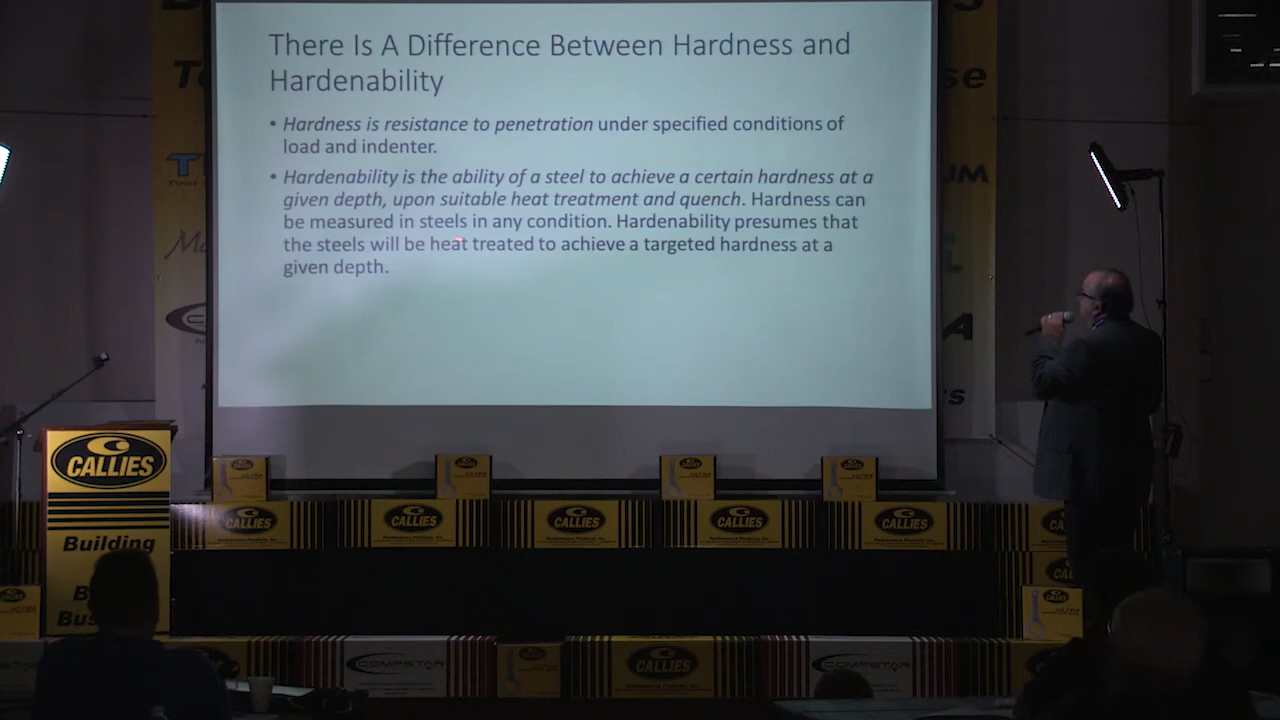 There Is A Difference Between Hardness and
Hardenability
• Hardness is resistance to penetration under specified conditions of
load and indenter.
• Hardenability is the ability of a steel to achieve a certain hardness at a
given depth, upon suitable heat treatment and quench. Hardness can
be measured in steels in any condition. Hardenability presumes that
the steels will be heat treated to achieve a targeted hardness at a
given depth.
CALLIES
Building
CALLIES
CALLIES
CALLIES
CALLIES
CALLIES
COMPSTAR
CALLIES
COMPSTAR